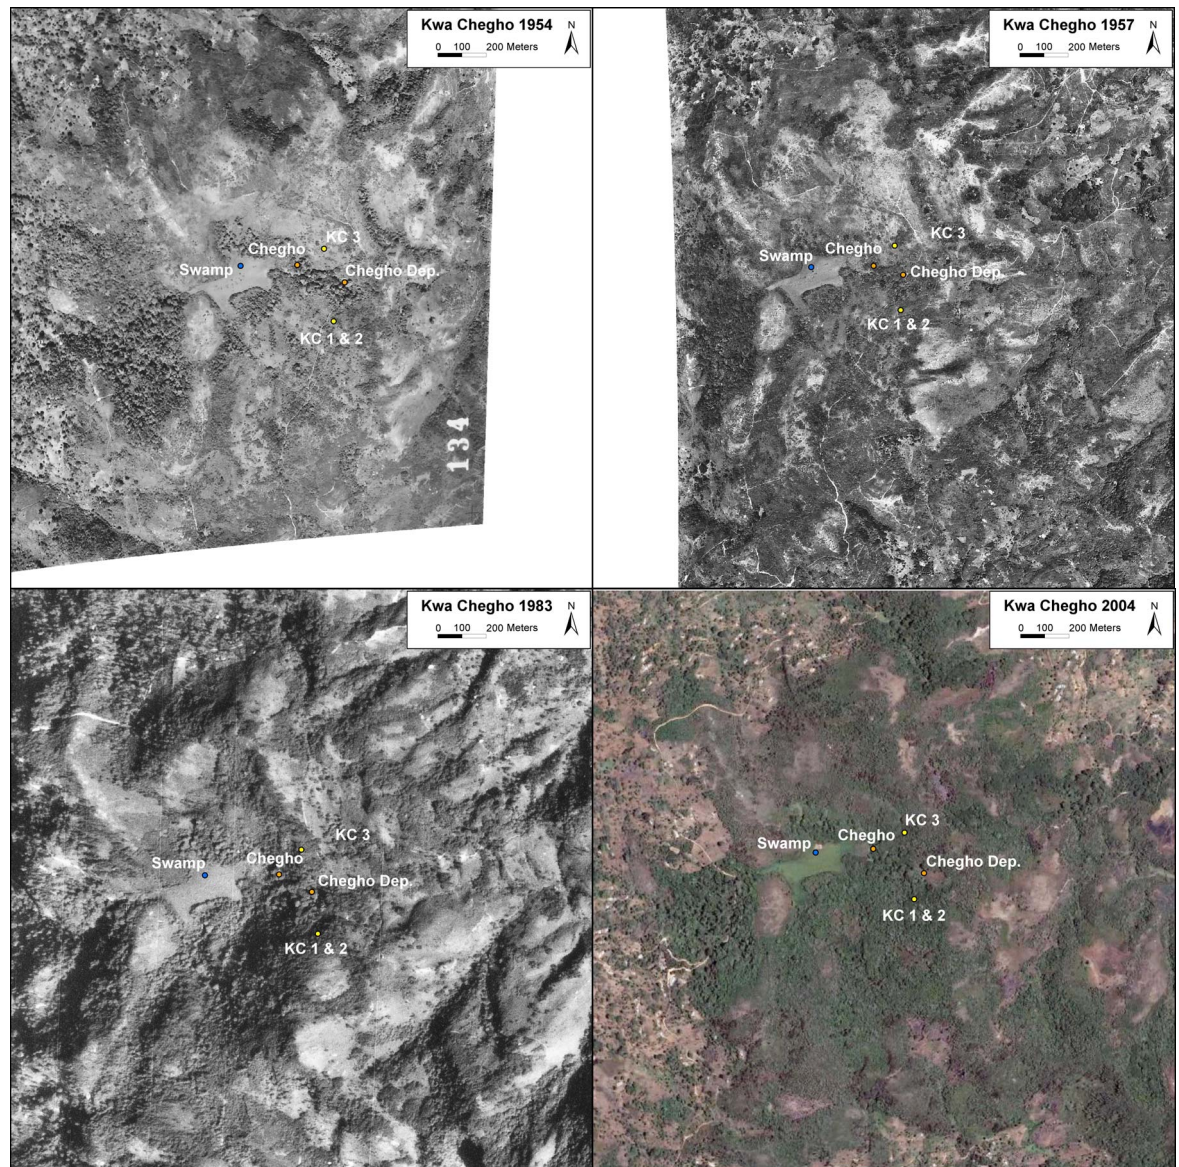 Kwa Chegho 1954
N
0 100 200 Meters
Chegho
KC 3
Swamp
Chegho Dep.
KC 1 & 2
134
Kwa Chegho 1957
N
0 100 200 Meters
Chegho
KC 3
Swamp
Chegho Dep.
KC 1 & 2
Kwa Chegho 1983
N
0 100 200 Meters
KC 3
Swamp
Chegho
Chegho Dep.
KC 1 & 2
Kwa Chegho 2004
N
0 100 200 Meters
KC 3
Swamp
Chegho
Chegho Dep.
KC 1 & 2